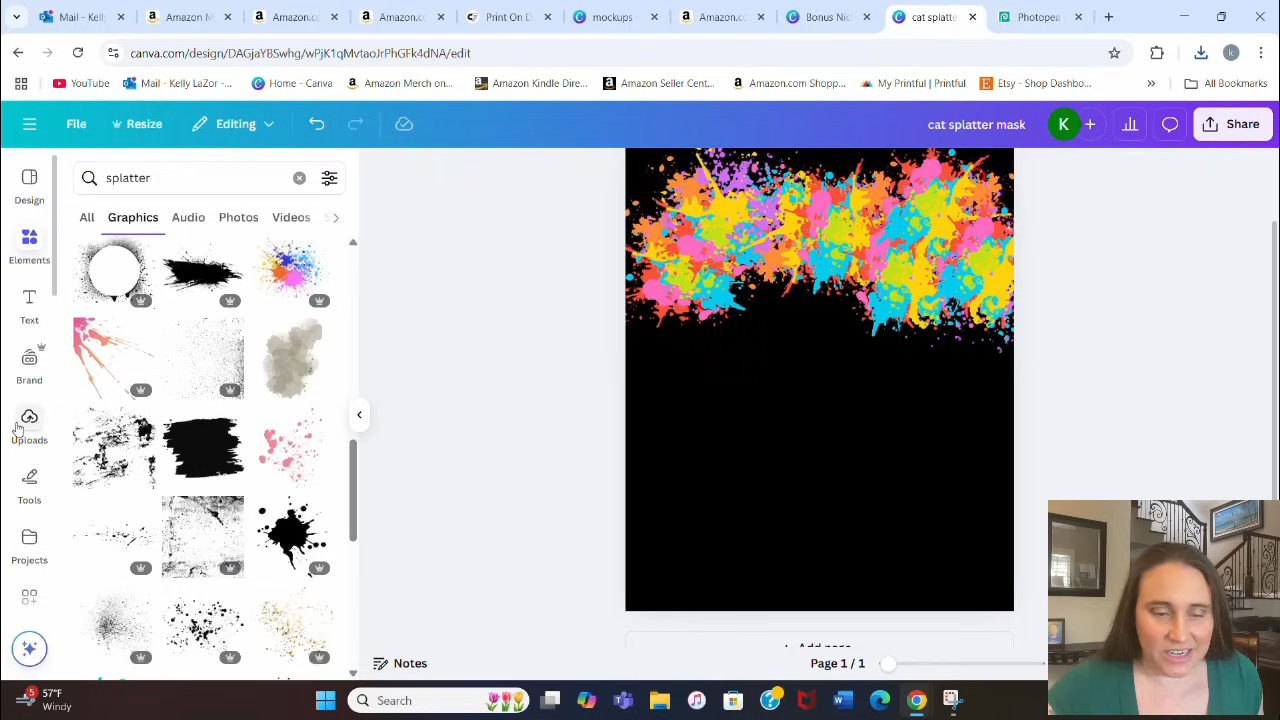 Mail - Kelly
Amazon M
Amazon.c
Amazon.cc
Print On D
mockups -
Amazon.cc
Bonus Nic
cat splatte
Photopea
canva.com/design/DAGjaYBSwhg/wPjK1qMvtaoJrPhGFk4dNA/edit
k
YouTube
Mail - Kelly LaZor -...
Home - Canva
Amazon Merch on...
Amazon Kindle Dire...
Amazon Seller Cent...
Amazon.com Shopp...
My Printful | Printful
Etsy - Shop Dashbo...
All Bookmarks
File
Resize
Editing
cat splatter mask
K
Share
Design
Elements
Text
Brand
Uploads
Tools
Projects
splatter
All
Graphics
Audio
Photos
Videos
Notes
Page 1 / 1
5
57°F
Windy
Search